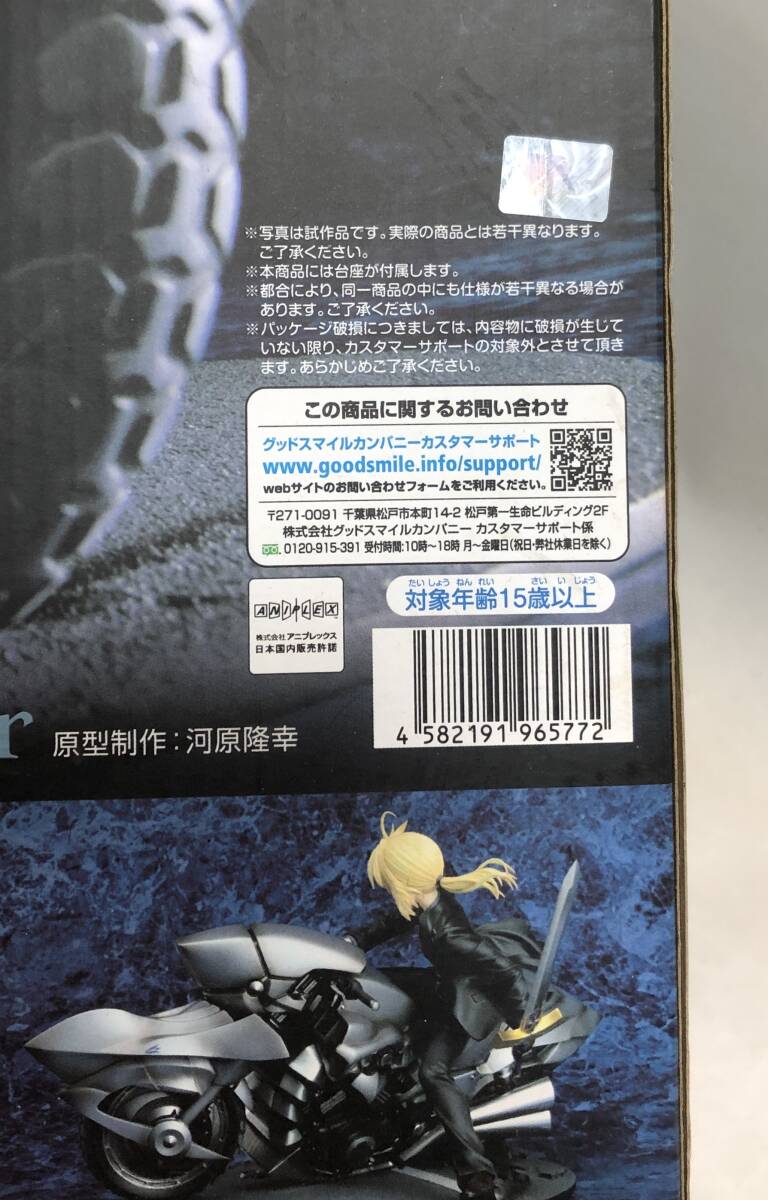 ※写真は試作品です。実際の商品とは若干異なります。
ご了承ください。
※本商品には台座が付属します。
※都合により、同一商品の中にも仕様が若干異なる場合が
あります。ご了承ください。
※パッケージ破損につきましては、内容物に破損が生じて
いない限り、カスタマーサポートの対象外とさせて頂き
ます。あらかじめご了承ください。
この商品に関するお問い合わせ
グッドスマイルカンパニーカスタマーサポート
www.goodsmile.info/support/
webサイトのお問い合わせフォームをご利用ください。
〒271-0091 千葉県松戸市本町14-2 松戸第一生命ビルディング2F
株式会社グッドスマイルカンパニー カスタマーサポート係
0120-915-391 受付時間:10時～18時 月～金曜日(祝日・弊社休業日を除く)
ANIPLEX
株式会社 アニプレックス
日本国内販売許諾
たいしょう ねん れい さい い じょう
対象年齢15歳以上
4 582191 965772
r
原型制作:河原隆幸